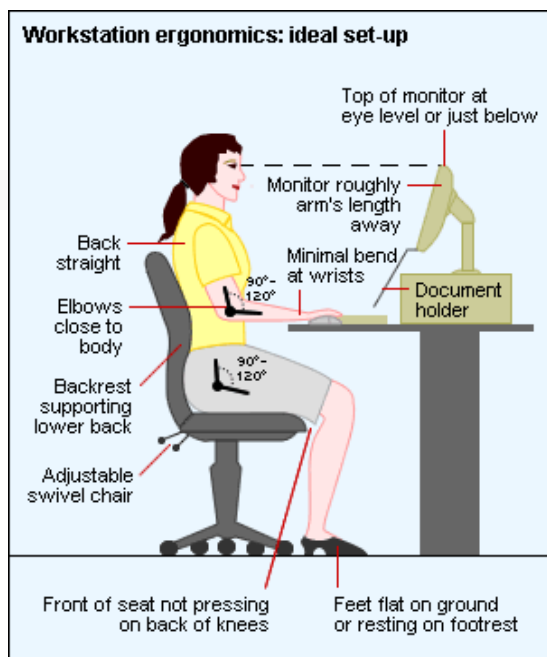 Workstation ergonomics: ideal set-up
Top of monitor at
eye level or just below
Monitor roughly
arm's length
away
Back
straight
Minimal bend
at wrists
90°-
120°
Document
holder
Elbows
close to
body
90°-
120°
Backrest
supporting
lower back
Adjustable
swivel chair
Front of seat not pressing
on back of knees
Feet flat on ground
or resting on footrest